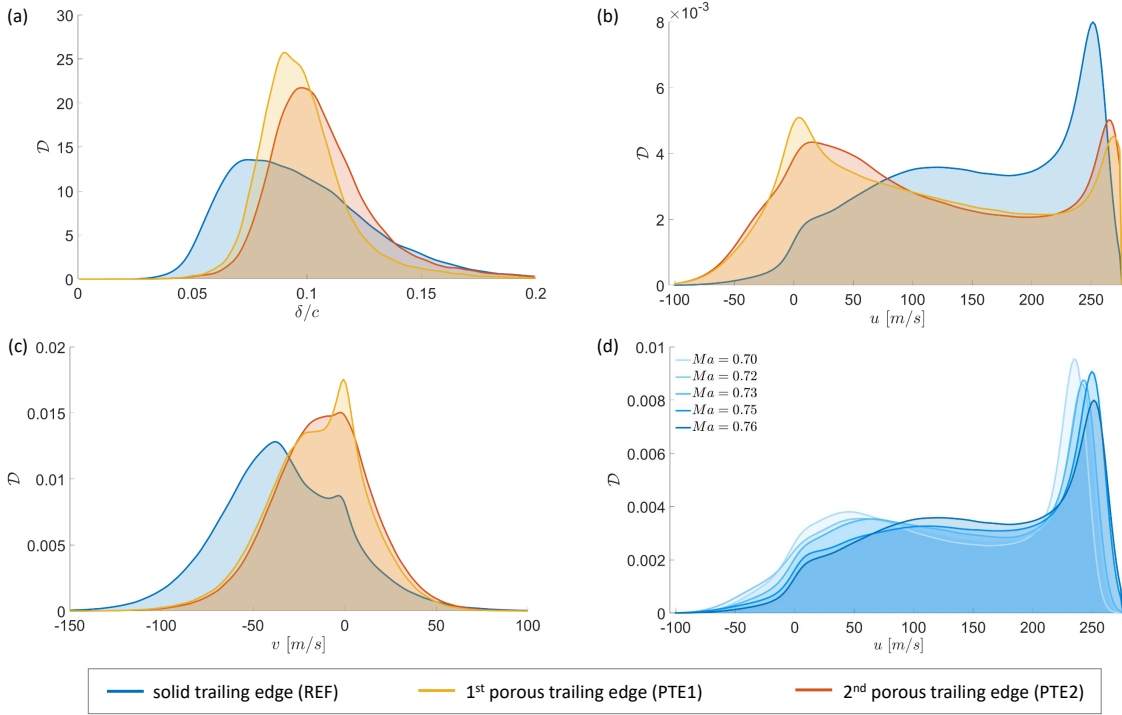 (a)
30
25
20
15
10
5
0
𝒟
0 0.05 0.1 0.15 0.2
δ/c
(b)
×10⁻³
8
6
4
2
0
𝒟
-100 -50 0 50 100 150 200 250
u [m/s]
(c)
0.02
0.015
0.01
0.005
0
𝒟
-150 -100 -50 0 50 100
v [m/s]
(d)
0.01
0.008
0.006
0.004
0.002
0
𝒟
Ma = 0.70
Ma = 0.72
Ma = 0.73
Ma = 0.75
Ma = 0.76
-100 -50 0 50 100 150 200 250
u [m/s]
solid trailing edge (REF) 1st porous trailing edge (PTE1) 2nd porous trailing edge (PTE2)